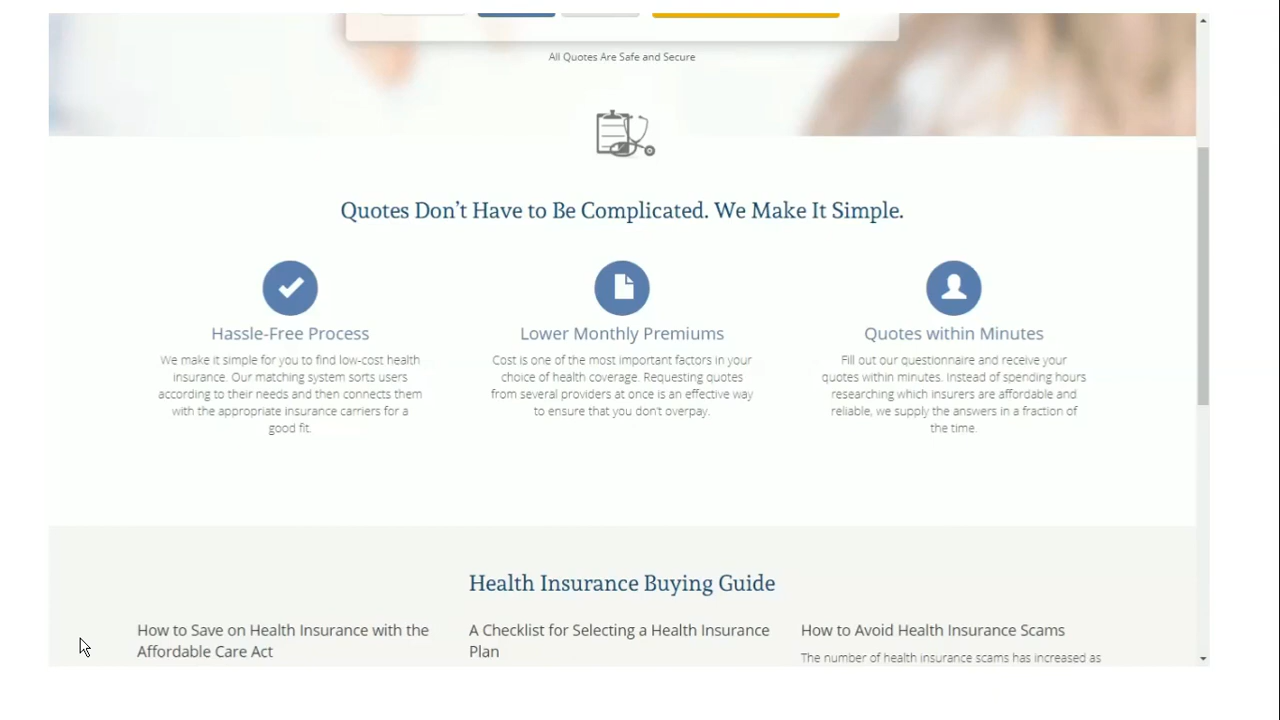 All Quotes Are Safe and Secure
Quotes Don't Have to Be Complicated. We Make It Simple.
Hassle-Free Process
We make it simple for you to find low-cost health
insurance. Our matching system sorts users
according to their needs and then connects them
with the appropriate insurance carriers for a
good fit.
Lower Monthly Premiums
Cost is one of the most important factors in your
choice of health coverage. Requesting quotes
from several providers at once is an effective way
to ensure that you don't overpay.
Quotes within Minutes
Fill out our questionnaire and receive your
quotes within minutes. Instead of spending hours
researching which insurers are affordable and
reliable, we supply the answers in a fraction of
the time.
Health Insurance Buying Guide
How to Save on Health Insurance with the
Affordable Care Act
A Checklist for Selecting a Health Insurance
Plan
How to Avoid Health Insurance Scams
The number of health insurance scams has increased as